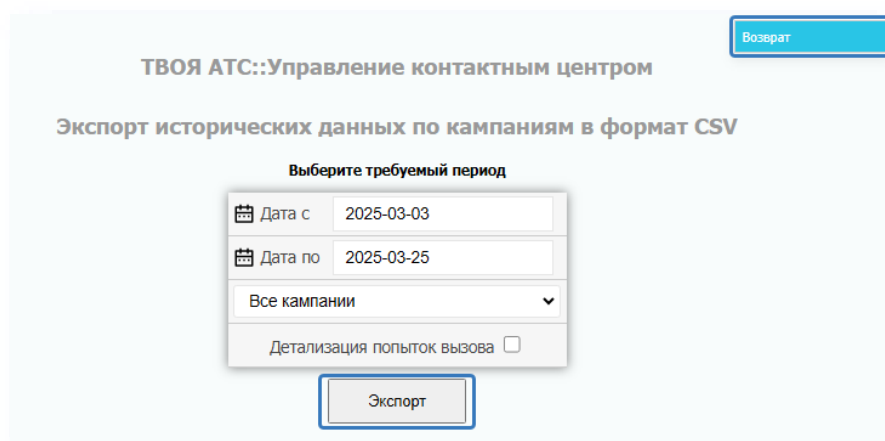 Возврат
ТВОЯ АТС::Управление контактным центром
Экспорт исторических данных по кампаниям в формат CSV
Выберите требуемый период
Дата с 2025-03-03
Дата по 2025-03-25
Все кампании
Детализация попыток вызова
Экспорт